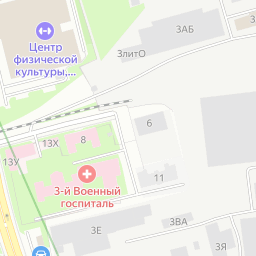 3АБ
3литО
Центр
физической
культуры,...
6
8
13Х
13У
3-й Военный
госпиталь
11
3Е
3ВА
3Я